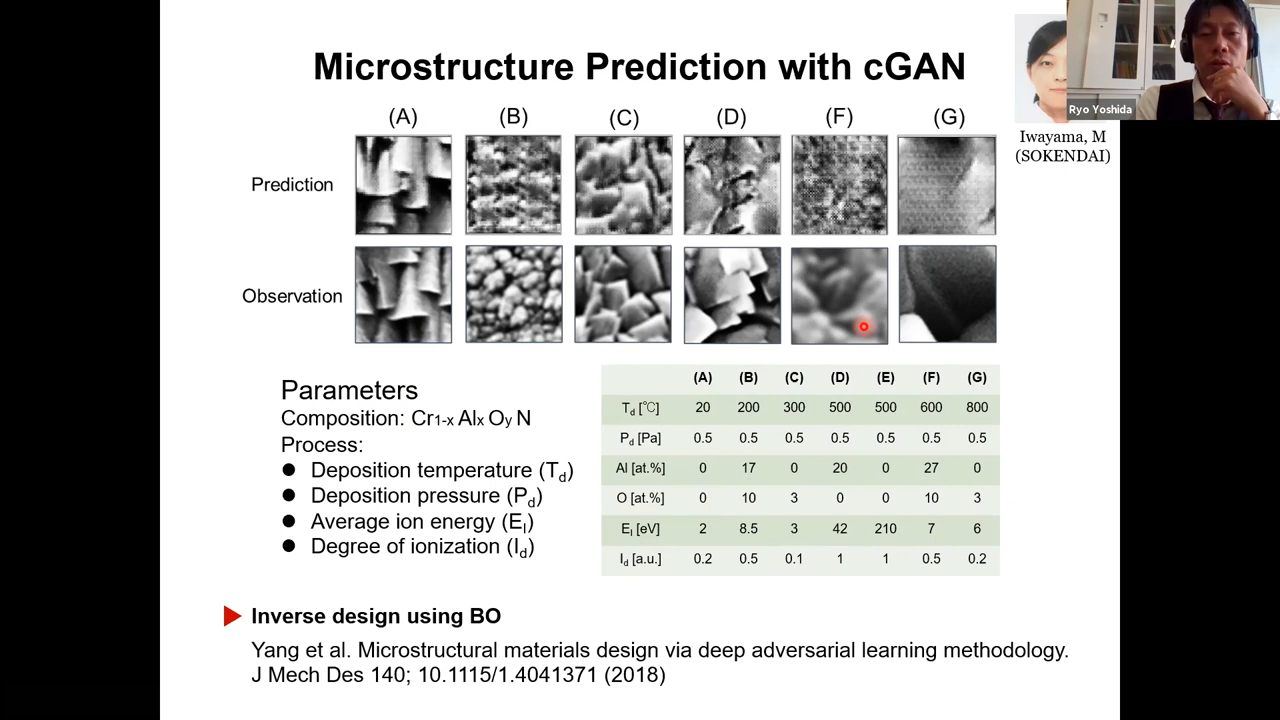 Microstructure Prediction with cGAN
Ryo Yoshida
Iwayama, M
(SOKENDAI)
(A) (B) (C) (D) (F) (G)
Prediction
Observation
Parameters
Composition: Cr1-x Alx Oy N
Process:
● Deposition temperature (Td)
● Deposition pressure (Pd)
● Average ion energy (EI)
● Degree of ionization (Id)
(A) (B) (C) (D) (E) (F) (G)
Td [℃] 20 200 300 500 500 600 800
Pd [Pa] 0.5 0.5 0.5 0.5 0.5 0.5 0.5
Al [at.%] 0 17 0 20 0 27 0
O [at.%] 0 10 3 0 0 10 3
EI [eV] 2 8.5 3 42 210 7 6
Id [a.u.] 0.2 0.5 0.1 1 1 0.5 0.2
Inverse design using BO
Yang et al. Microstructural materials design via deep adversarial learning methodology.
J Mech Des 140; 10.1115/1.4041371 (2018)